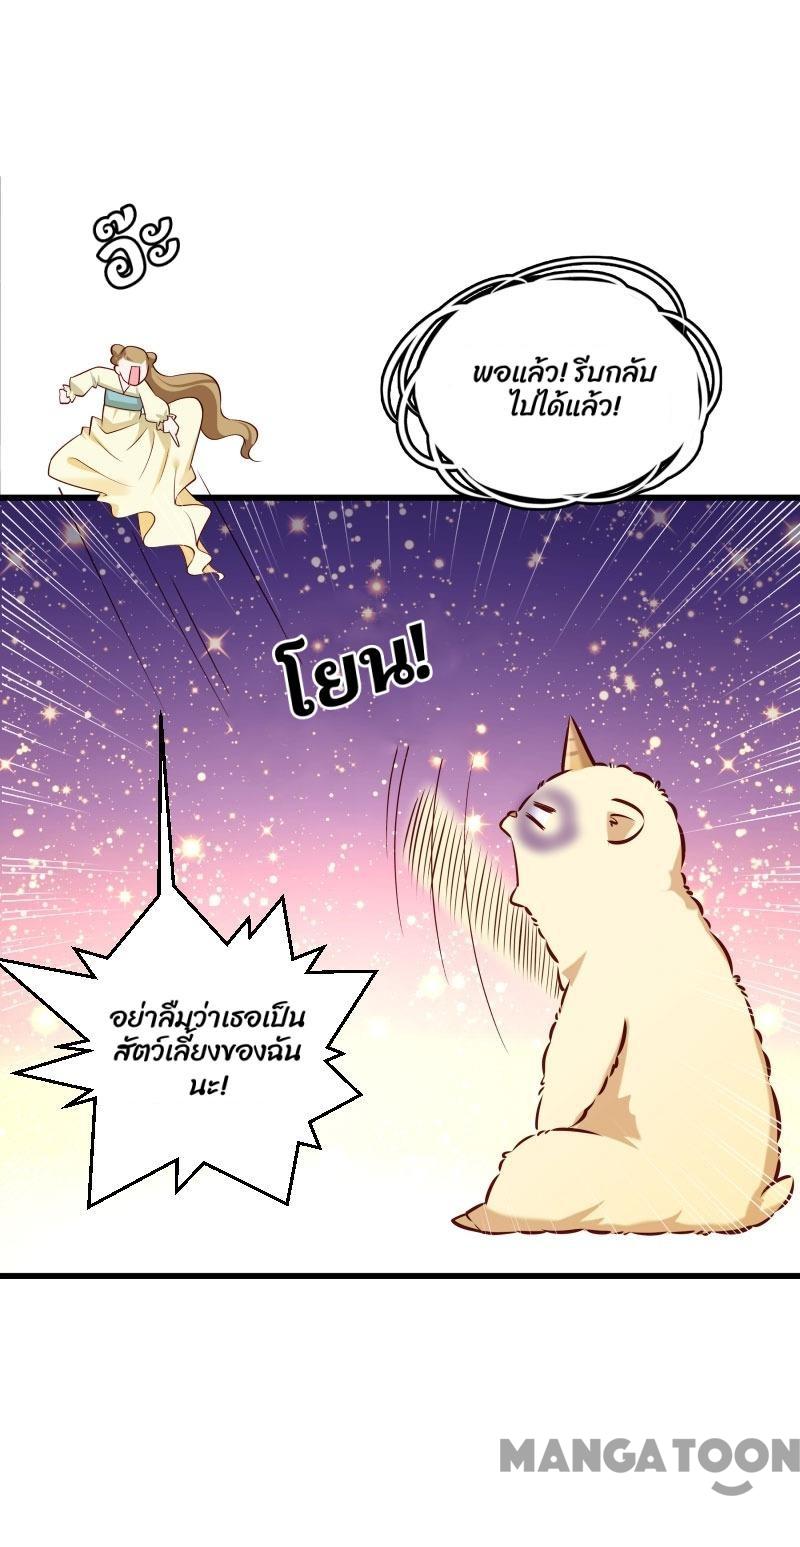 อ๊ะ
พอแล้ว! รีบกลับ
ไปได้แล้ว!
โยน!
อย่าลืมว่าเธอเป็น
สัตว์เลี้ยงของฉัน
นะ!
MANGATOON